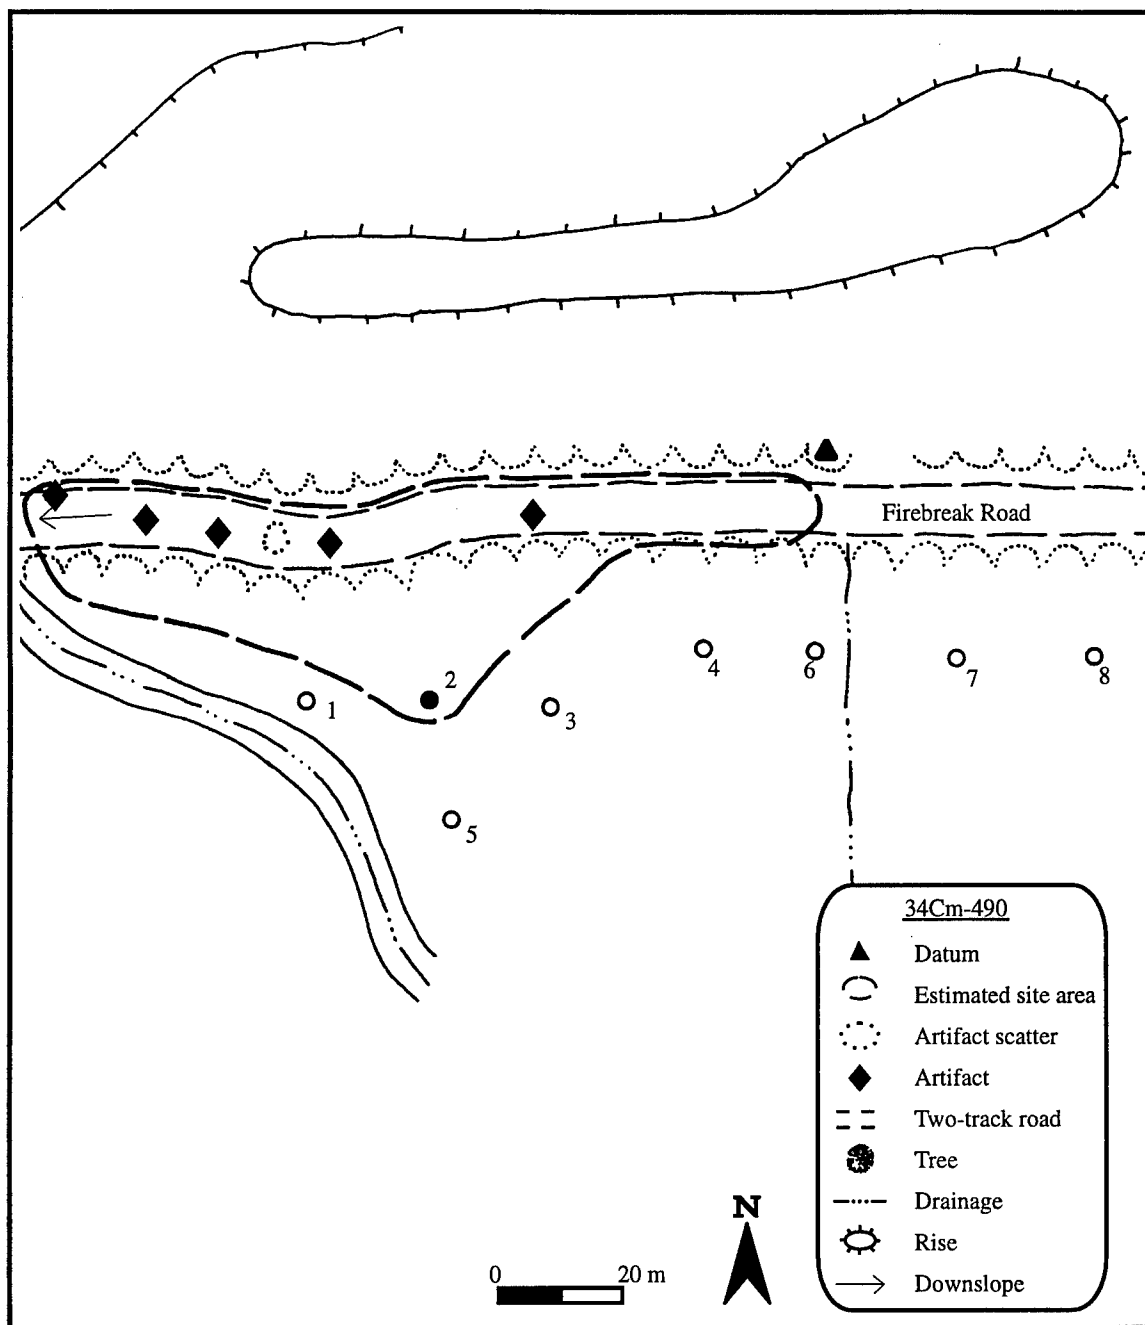 Firebreak Road
4
6
7
8
2
1
3
5
34Cm-490
Datum
Estimated site area
Artifact scatter
Artifact
Two-track road
Tree
Drainage
Rise
Downslope
N
0 20 m